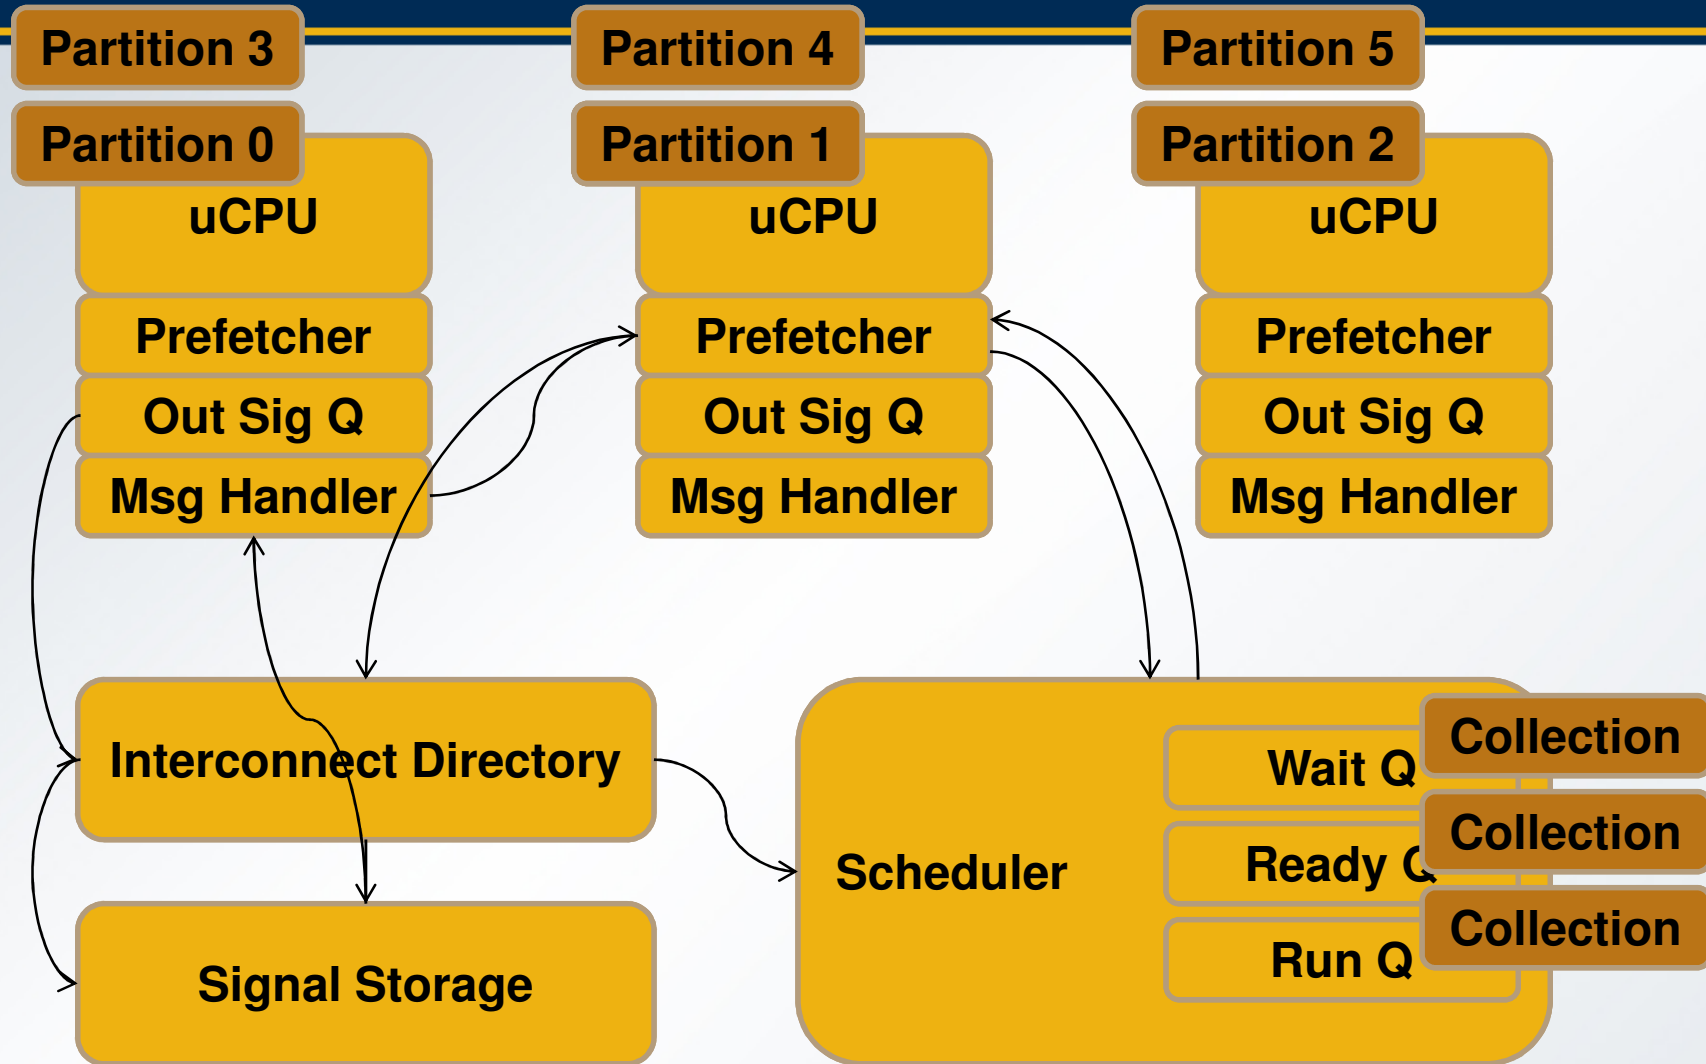 Partition 3
Partition 4
Partition 5
Partition 0
Partition 1
Partition 2
uCPU
uCPU
uCPU
Prefetcher
Prefetcher
Prefetcher
Out Sig Q
Out Sig Q
Out Sig Q
Msg Handler
Msg Handler
Msg Handler
Interconnect Directory
Signal Storage
Scheduler
Wait Q
Collection
Ready Q
Collection
Run Q
Collection